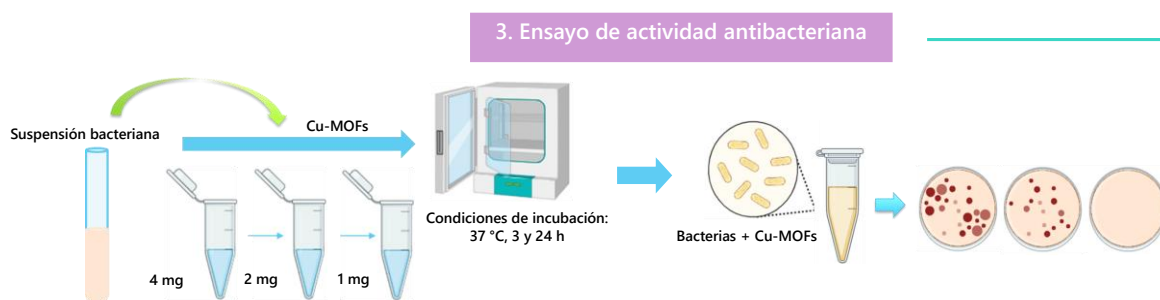 3. Ensayo de actividad antibacteriana
Suspensión bacteriana
Cu-MOFs
4 mg
2 mg
1 mg
Condiciones de incubación:
37 °C, 3 y 24 h
Bacterias + Cu-MOFs